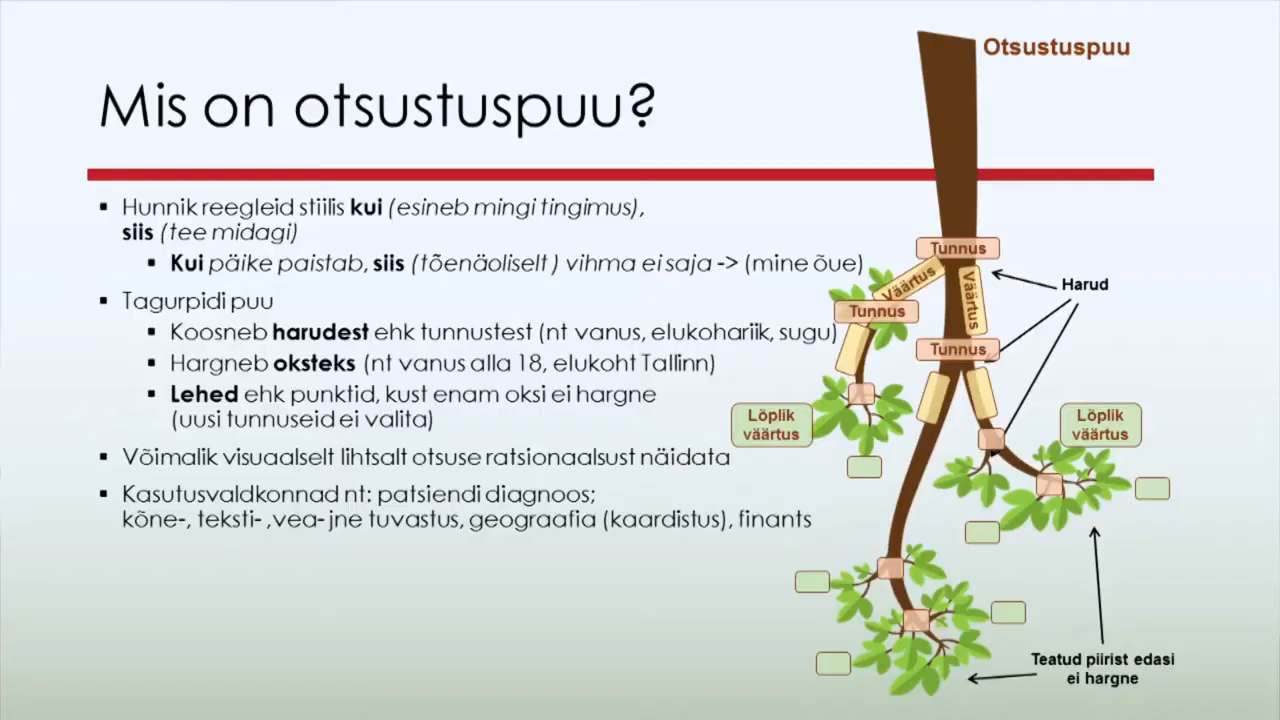 Mis on otsustuspuu?
Hunnik reegleid stiilis kui (esineb mingi tingimus),
siis (tee midagi)
Kui päike paistab, siis (tõenäoliselt ) vihma ei saja -> (mine õue)
Tagurpidi puu
Koosneb harudest ehk tunnustest (nt vanus, elukohariik, sugu)
Hargneb oksteks (nt vanus alla 18, elukoht Tallinn)
Lehed ehk punktid, kust enam oksi ei hargne
(uusi tunnuseid ei valita)
Võimalik visuaalselt lihtsalt otsuse ratsionaalsust näidata
Kasutusvaldkonnad nt: patsiendi diagnoos;
kõne-, teksti- ,vea- jne tuvastus, geograafia (kaardistus), finants
Otsustuspuu
Tunnus
Väärtus
Väärtus
Harud
Tunnus
Tunnus
Lõplik
väärtus
Lõplik
väärtus
Teatud piirist edasi
ei hargne